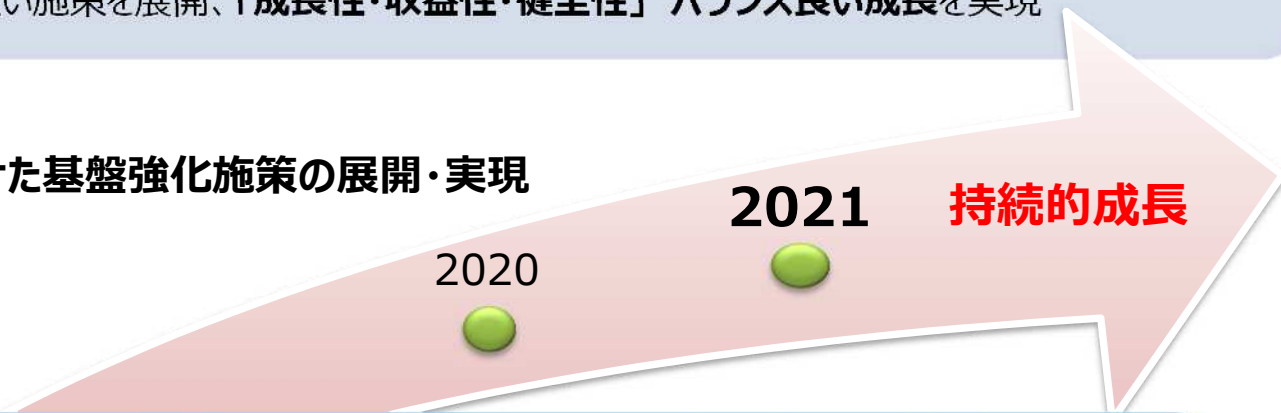 い施策を展開、「成長性・収益性・健全性」 バランス良い成長を実現
けた基盤強化施策の展開・実現
2021
持続的成長
2020